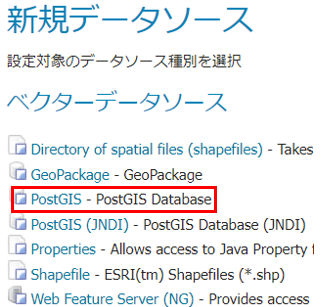 新規データソース
設定対象のデータソース種別を選択
ベクターデータソース
Directory of spatial files (shapefiles) - Takes
GeoPackage - GeoPackage
PostGIS - PostGIS Database
PostGIS (JNDI) - PostGIS Database (JNDI)
Properties - Allows access to Java Property f
Shapefile - ESRI(tm) Shapefiles (*.shp)
Web Feature Server (NG) - Provides access